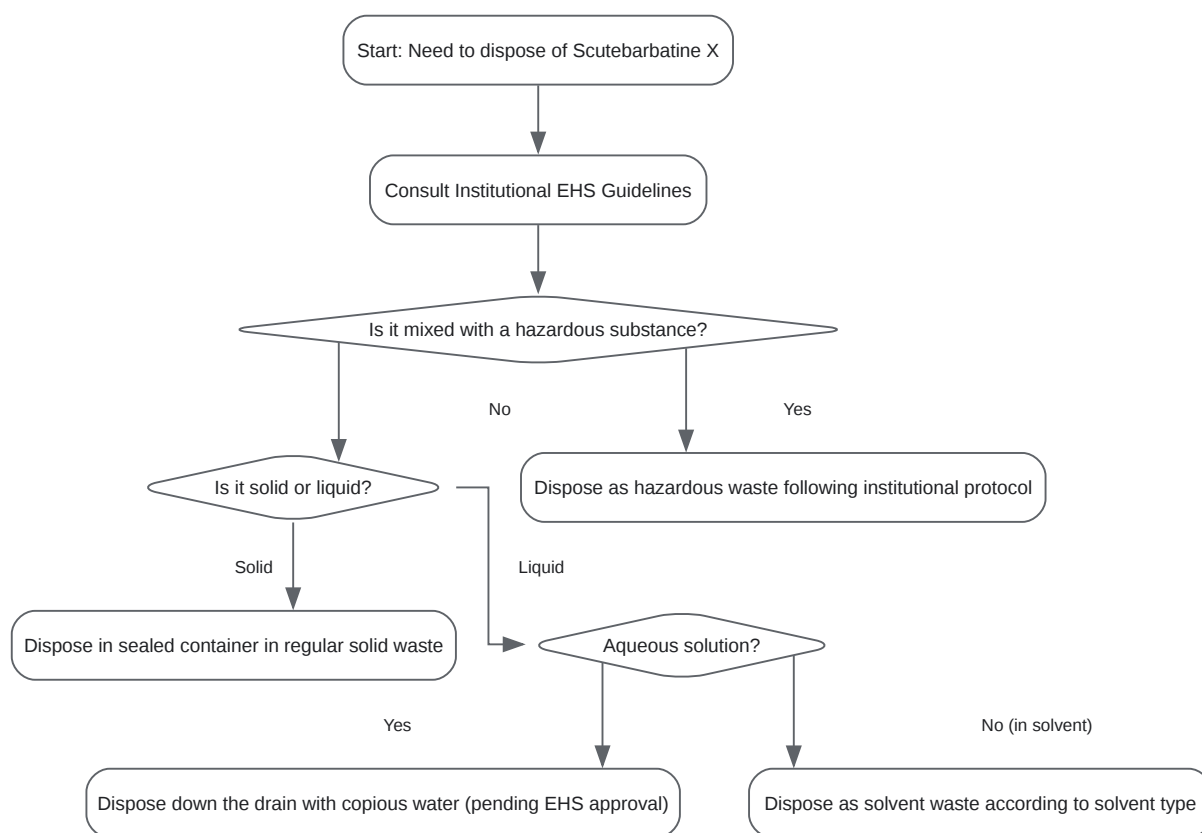 Start: Need to dispose of Scutebarbatine X
Consult Institutional EHS Guidelines
Is it mixed with a hazardous substance?
No
Yes
Is it solid or liquid?
Dispose as hazardous waste following institutional protocol
Solid
Liquid
Dispose in sealed container in regular solid waste
Aqueous solution?
Yes
No (in solvent)
Dispose down the drain with copious water (pending EHS approval)
Dispose as solvent waste according to solvent type